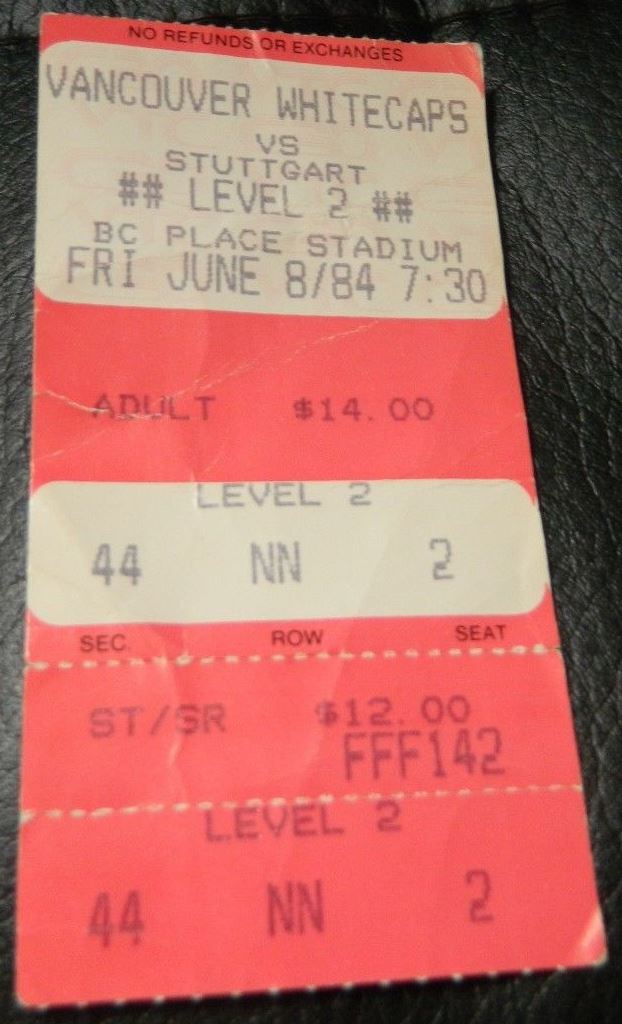 NO REFUNDS OR EXCHANGES
VANCOUVER WHITECAPS
VS
STUTTGART
## LEVEL 2 ##
BC PLACE STADIUM
FRI JUNE 8/84 7:30
ADULT $14.00
LEVEL 2
44 NN 2
SEC. ROW SEAT
ST/SR $12.00
FFF142
LEVEL 2
44 NN 2